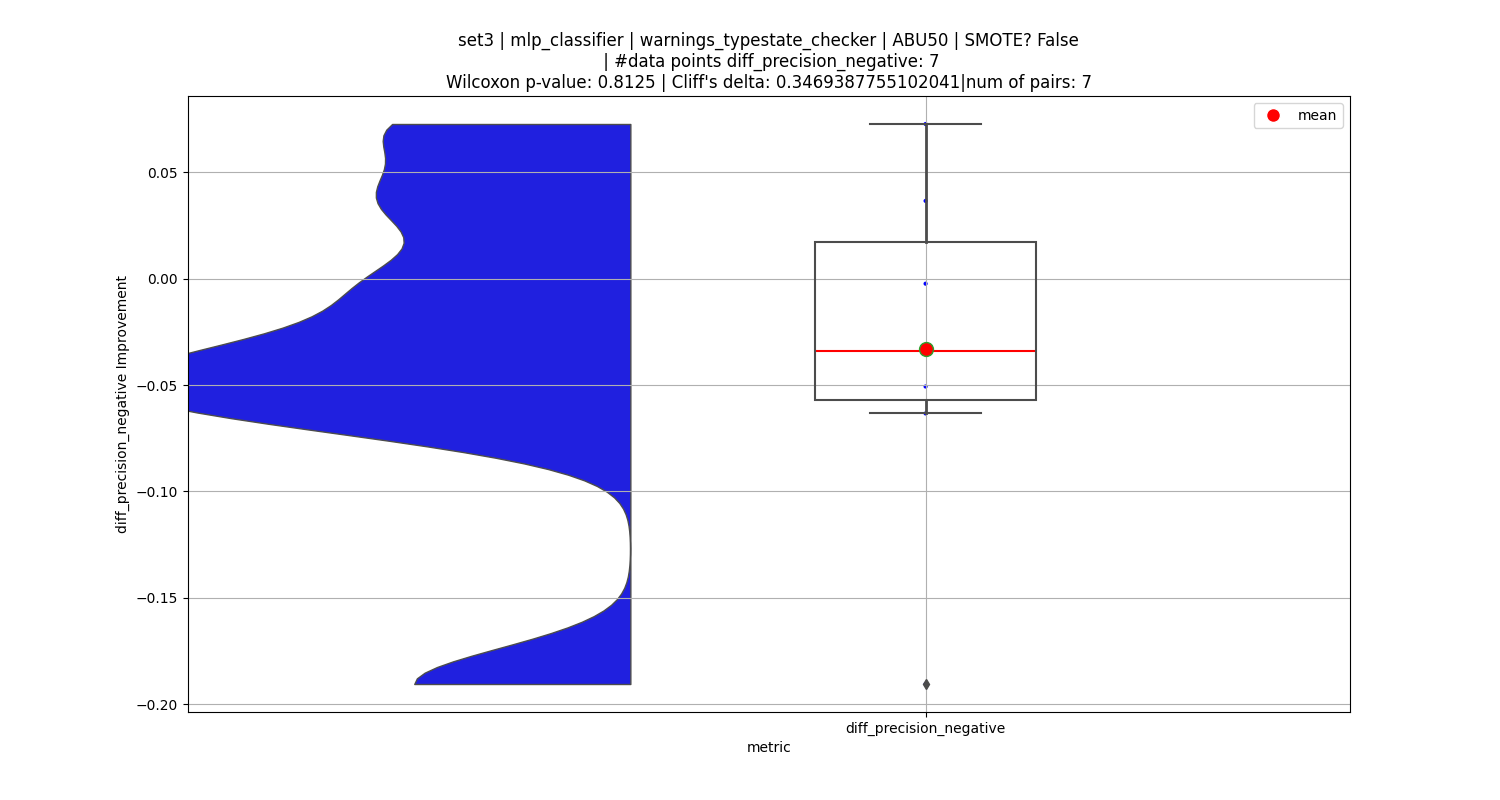 set3 | mlp_classifier | warnings_typestate_checker | ABU50 | SMOTE? False
| #data points diff_precision_negative: 7
Wilcoxon p-value: 0.8125 | Cliff's delta: 0.3469387755102041|num of pairs: 7
mean
0.05
0.00
−0.05
−0.10
−0.15
−0.20
diff_precision_negative Improvement
diff_precision_negative
metric